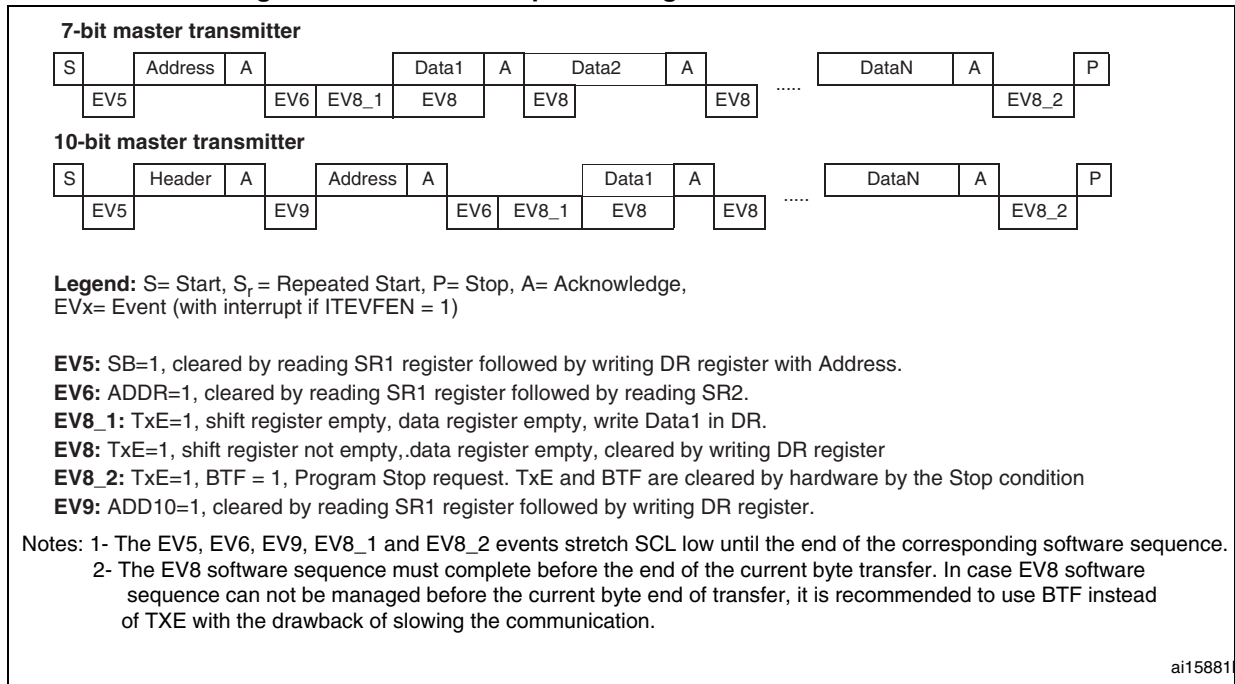 7-bit master transmitter
S Address A Data1 A Data2 A ..... DataN A P
EV5 EV6 EV8_1 EV8 EV8 EV8 EV8_2
10-bit master transmitter
S Header A Address A Data1 A ..... DataN A P
EV5 EV9 EV6 EV8_1 EV8 EV8 EV8_2
Legend: S= Start, Sr = Repeated Start, P= Stop, A= Acknowledge,
EVx= Event (with interrupt if ITEVFEN = 1)
EV5: SB=1, cleared by reading SR1 register followed by writing DR register with Address.
EV6: ADDR=1, cleared by reading SR1 register followed by reading SR2.
EV8_1: TxE=1, shift register empty, data register empty, write Data1 in DR.
EV8: TxE=1, shift register not empty,.data register empty, cleared by writing DR register
EV8_2: TxE=1, BTF = 1, Program Stop request. TxE and BTF are cleared by hardware by the Stop condition
EV9: ADD10=1, cleared by reading SR1 register followed by writing DR register.
Notes: 1- The EV5, EV6, EV9, EV8_1 and EV8_2 events stretch SCL low until the end of the corresponding software sequence.
2- The EV8 software sequence must complete before the end of the current byte transfer. In case EV8 software
sequence can not be managed before the current byte end of transfer, it is recommended to use BTF instead
of TXE with the drawback of slowing the communication.
ai15881